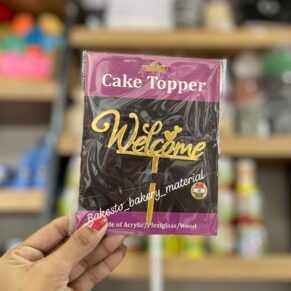 Cake Topper
Welcome
Bakesto_bakery_material
de of Acrylic/Plexiglass/Wood